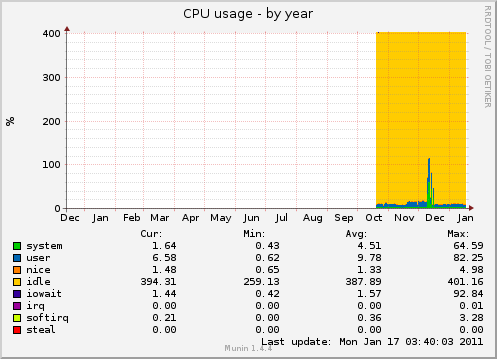 CPU usage - by year
RRDTOOL / TOBI OETIKER
%
400
300
200
100
0
Dec Jan Feb Mar Apr May Jun Jul Aug Sep Oct Nov Dec Jan
Cur: Min: Avg: Max:
system 1.64 0.43 4.51 64.59
user 6.58 0.62 9.78 82.25
nice 1.48 0.65 1.33 4.98
idle 394.31 259.13 387.89 401.16
iowait 1.44 0.42 1.57 92.84
irq 0.00 0.00 0.00 0.01
softirq 0.21 0.00 0.36 3.28
steal 0.00 0.00 0.00 0.00
Last update: Mon Jan 17 03:40:03 2011
Munin 1.4.4